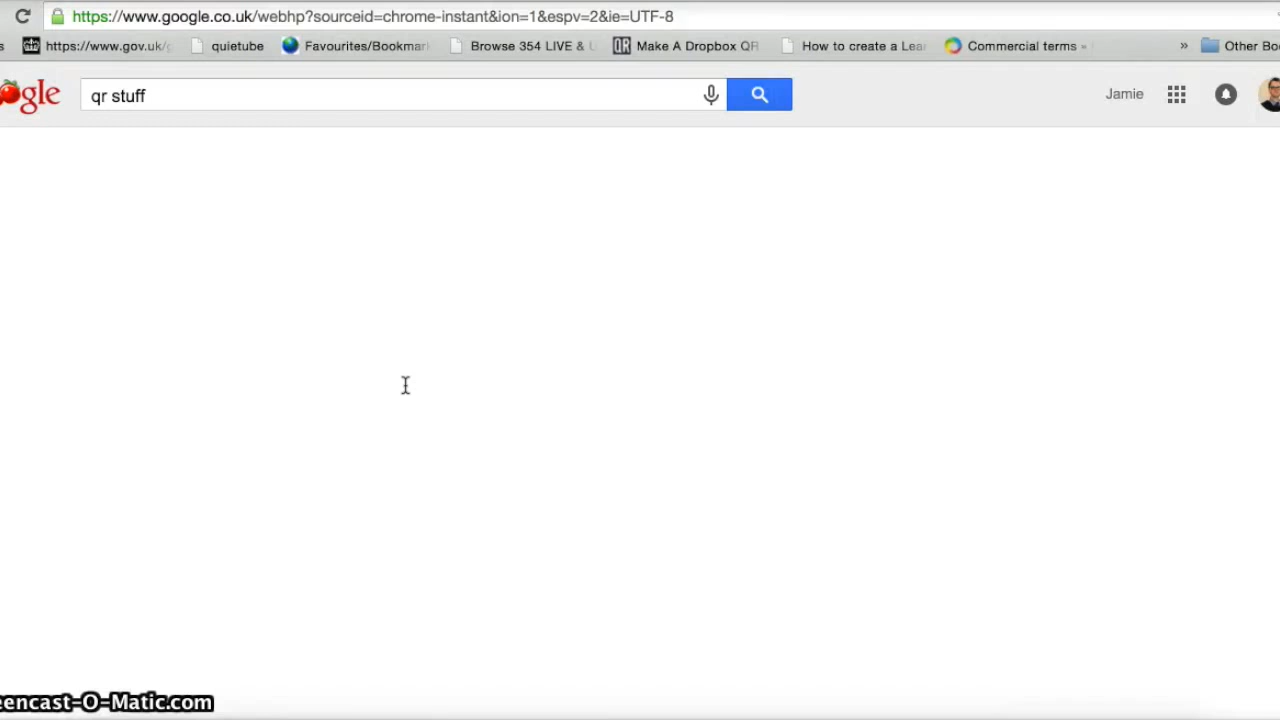 https://www.google.co.uk/webhp?sourceid=chrome-instant&ion=1&espv=2&ie=UTF-8
s https://www.gov.uk/ quietube Favourites/Bookmar Browse 354 LIVE & Make A Dropbox QR How to create a Lea Commercial terms » Other Boo
ogle qr stuff Jamie
eencast-O-Matic.com